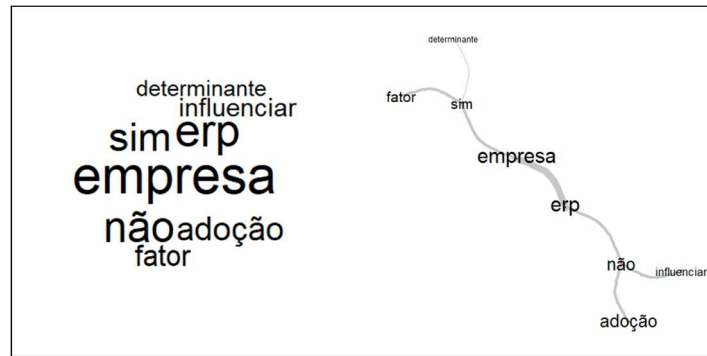 determinante
influenciar
sim erp
empresa
não adoção
fator
determinante
fator
sim
empresa
erp
não
influenciar
adoção